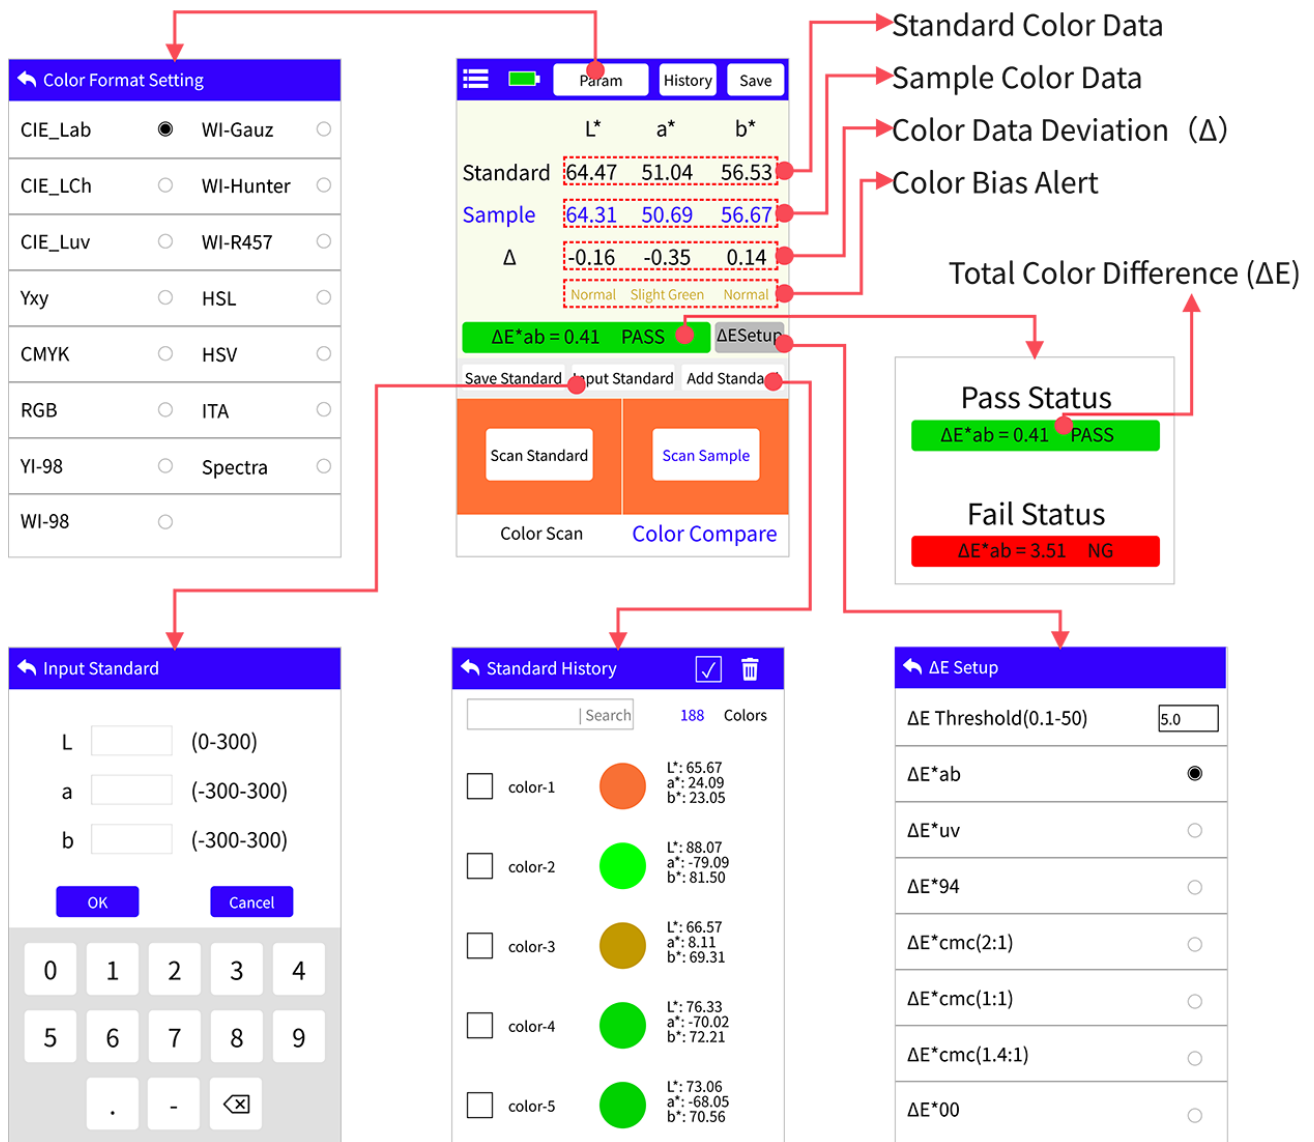 Standard Color Data
Sample Color Data
Color Data Deviation（Δ）
Color Bias Alert
Total Color Difference (ΔE)
Color Format Setting
CIE_Lab WI-Gauz
CIE_LCh WI-Hunter
CIE_Luv WI-R457
Yxy HSL
CMYK HSV
RGB ITA
YI-98 Spectra
WI-98
Param History Save
L* a* b*
Standard 64.47 51.04 56.53
Sample 64.31 50.69 56.67
Δ -0.16 -0.35 0.14
Normal Slight Green Normal
ΔE*ab = 0.41 PASS ΔESetup
Save Standard Input Standard Add Standard
Scan Standard Scan Sample
Color Scan Color Compare
Pass Status
ΔE*ab = 0.41 PASS
Fail Status
ΔE*ab = 3.51 NG
Input Standard
L (0-300)
a (-300-300)
b (-300-300)
OK Cancel
0 1 2 3 4
5 6 7 8 9
. -
Standard History
| Search 188 Colors
color-1
L*: 65.67
a*: 24.09
b*: 23.05
color-2
L*: 88.07
a*: -79.09
b*: 81.50
color-3
L*: 66.57
a*: 8.11
b*: 69.31
color-4
L*: 76.33
a*: -70.02
b*: 72.21
color-5
L*: 73.06
a*: -68.05
b*: 70.56
ΔE Setup
ΔE Threshold(0.1-50) 5.0
ΔE*ab
ΔE*uv
ΔE*94
ΔE*cmc(2:1)
ΔE*cmc(1:1)
ΔE*cmc(1.4:1)
ΔE*00